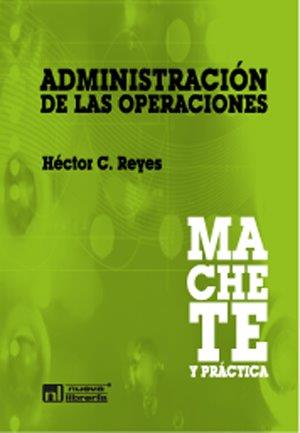 ADMINISTRACIÓN
DE LAS OPERACIONES
Héctor C. Reyes
MA
CHE
TE
Y PRÁCTICA
nueva
librería